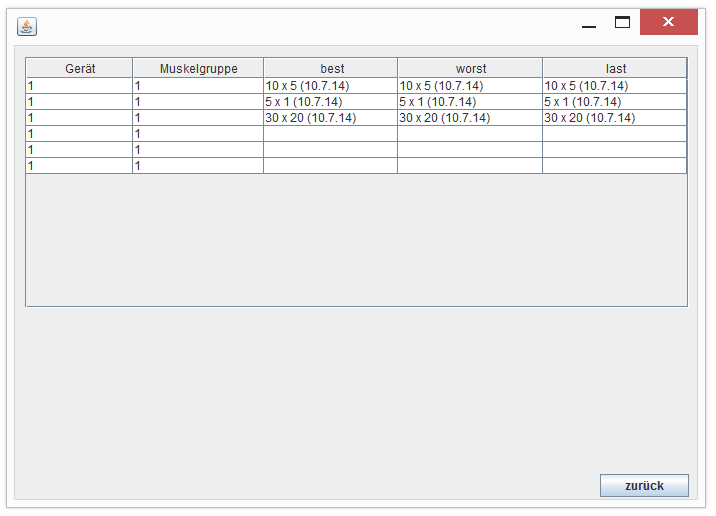 Gerät Muskelgruppe best worst last
1 1 10 x 5 (10.7.14) 10 x 5 (10.7.14) 10 x 5 (10.7.14)
1 1 5 x 1 (10.7.14) 5 x 1 (10.7.14) 5 x 1 (10.7.14)
1 1 30 x 20 (10.7.14) 30 x 20 (10.7.14) 30 x 20 (10.7.14)
1 1
1 1
1 1
zurück